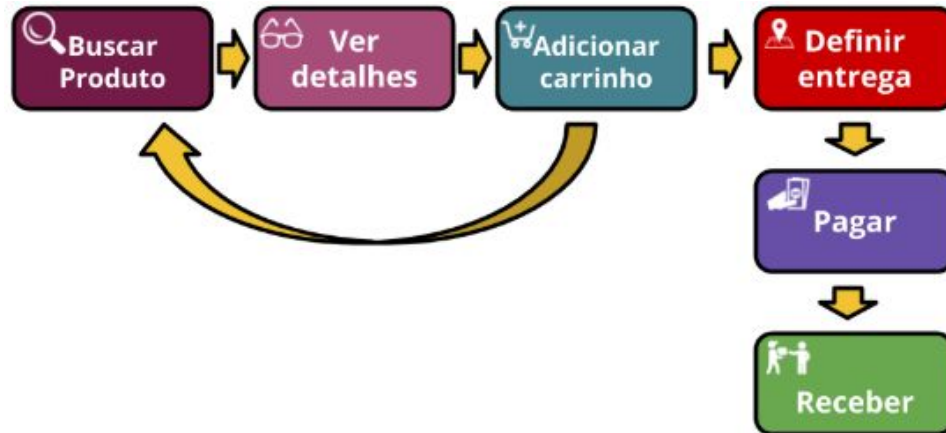 Buscar
Produto
Ver
detalhes
Adicionar
carrinho
Definir
entrega
Pagar
Receber